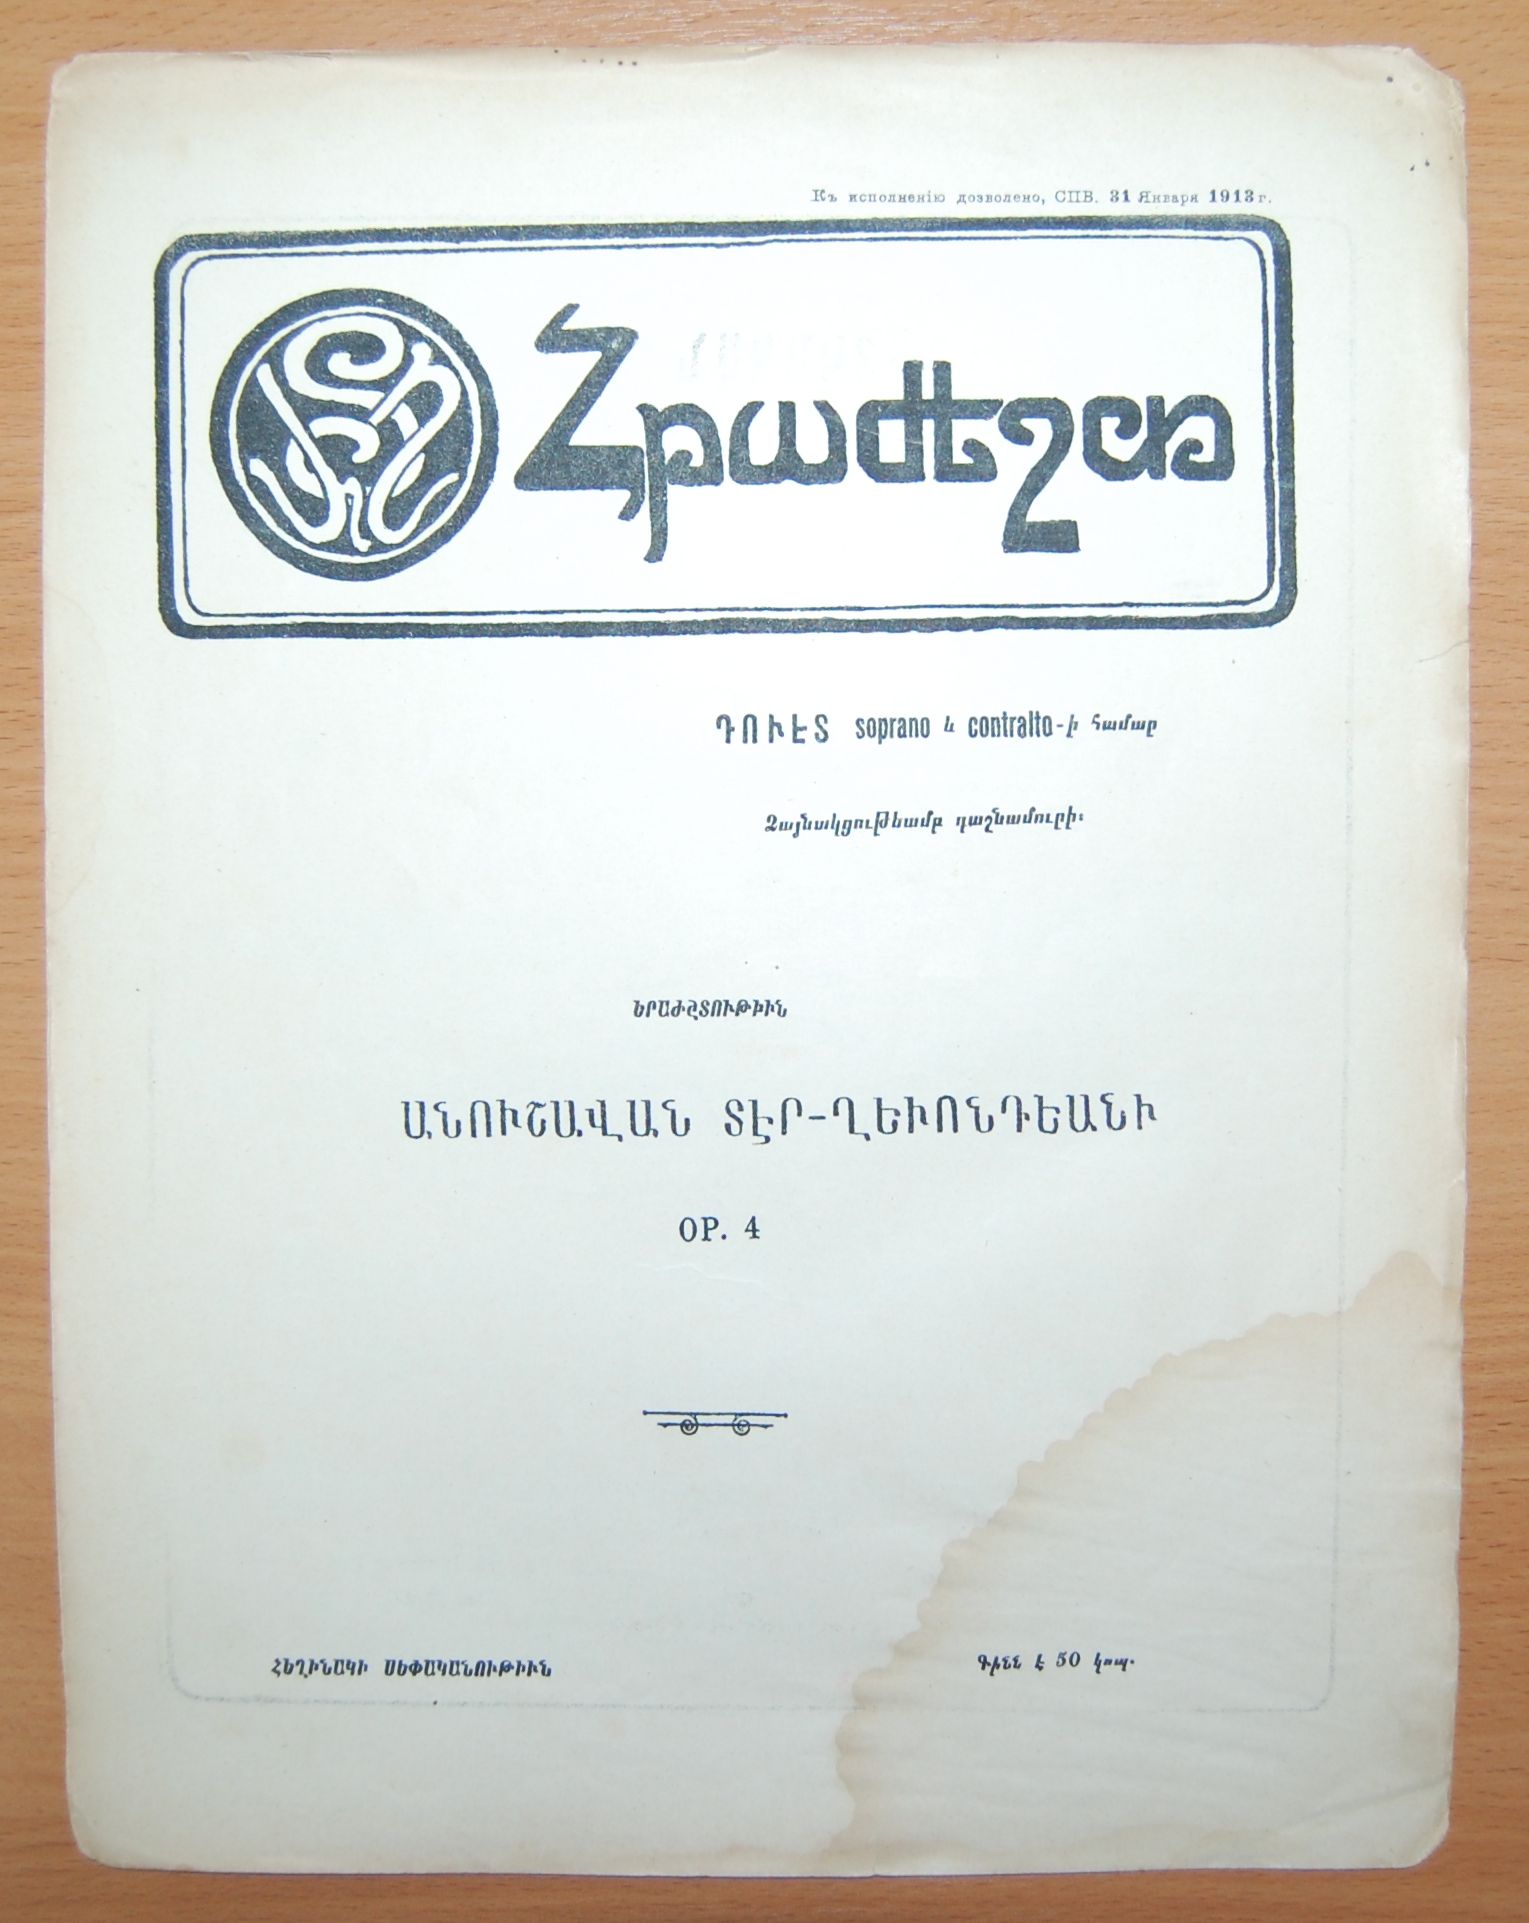 Къ исполненію дозволено, СПБ. 31 Января 1913 г.
Հրաժեշտ
ԴՈՒԷՏ soprano և contralto-ի համար
Ձայնակցութեամբ դաշնամուրի։
ԵՐԱԺՇՏՈՒԹԻՒՆ
ԱՆՈՒՇԱՎԱՆ ՏԷՐ-ՂԵՒՈՆԴԵԱՆԻ
OP. 4
ՀԵՂԻՆԱԿԻ ՍԵՓԱԿԱՆՈՒԹԻՒՆ
Գինն է 50 կոպ.